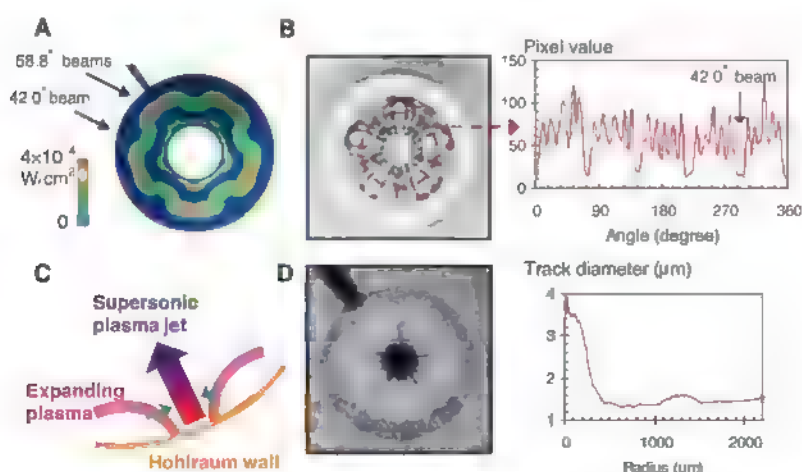 A
58.8° beams
42.0° beam
4x10⁴
W/cm²
0
B
Pixel value
150
100
50
0
42.0° beam
0 90 180 270 360
Angle (degree)
C
Supersonic
plasma jet
Expanding
plasma
Hohlraum wall
D
Track diameter (µm)
4
3
2
1
0 1000 2000
Radius (µm)